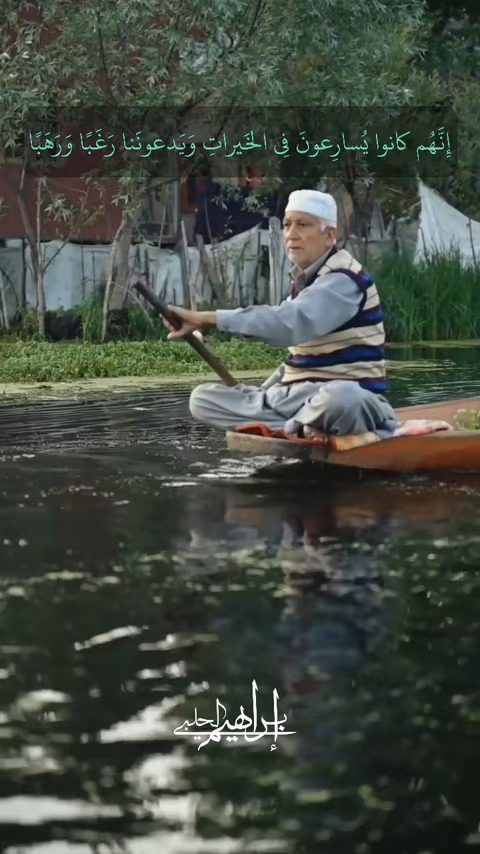 إِنَّهُم كانوا يُسارِعونَ فِي الخَيراتِ وَيَدعونَنا رَغَبًا وَرَهَبًا
إبراهيم الحلبي